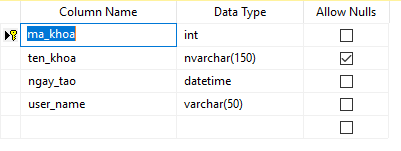 Column Name Data Type Allow Nulls
ma_khoa int
ten_khoa nvarchar(150)
ngay_tao datetime
user_name varchar(50)